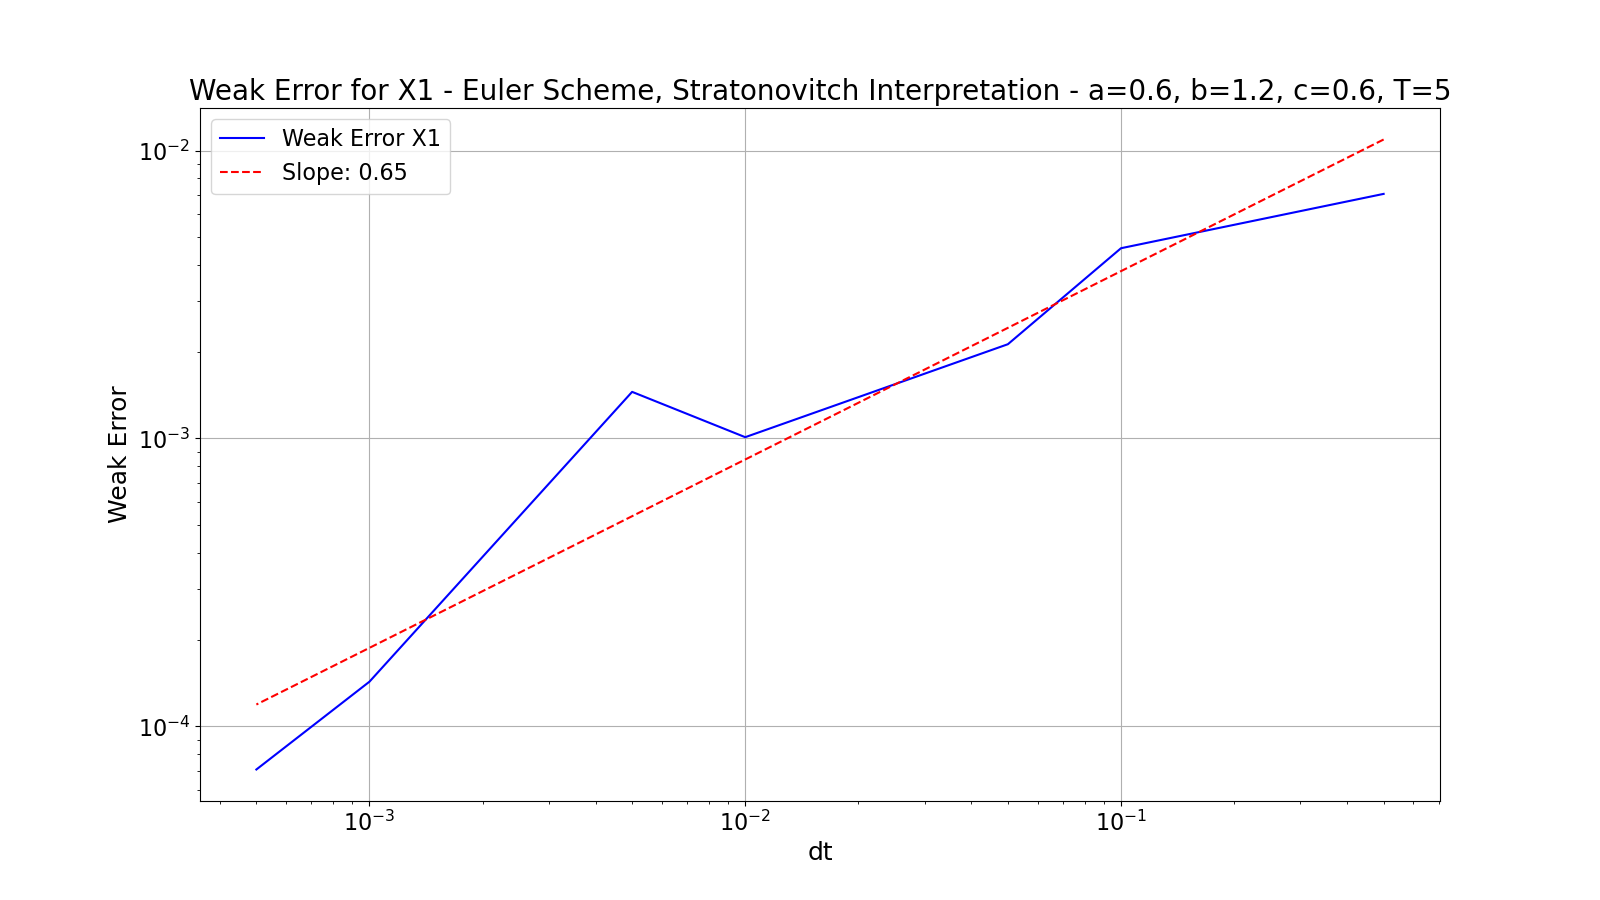 Weak Error for X1 - Euler Scheme, Stratonovitch Interpretation - a=0.6, b=1.2, c=0.6, T=5
Weak Error X1
Slope: 0.65
10⁻²
10⁻³
10⁻⁴
Weak Error
10⁻³ 10⁻² 10⁻¹
dt